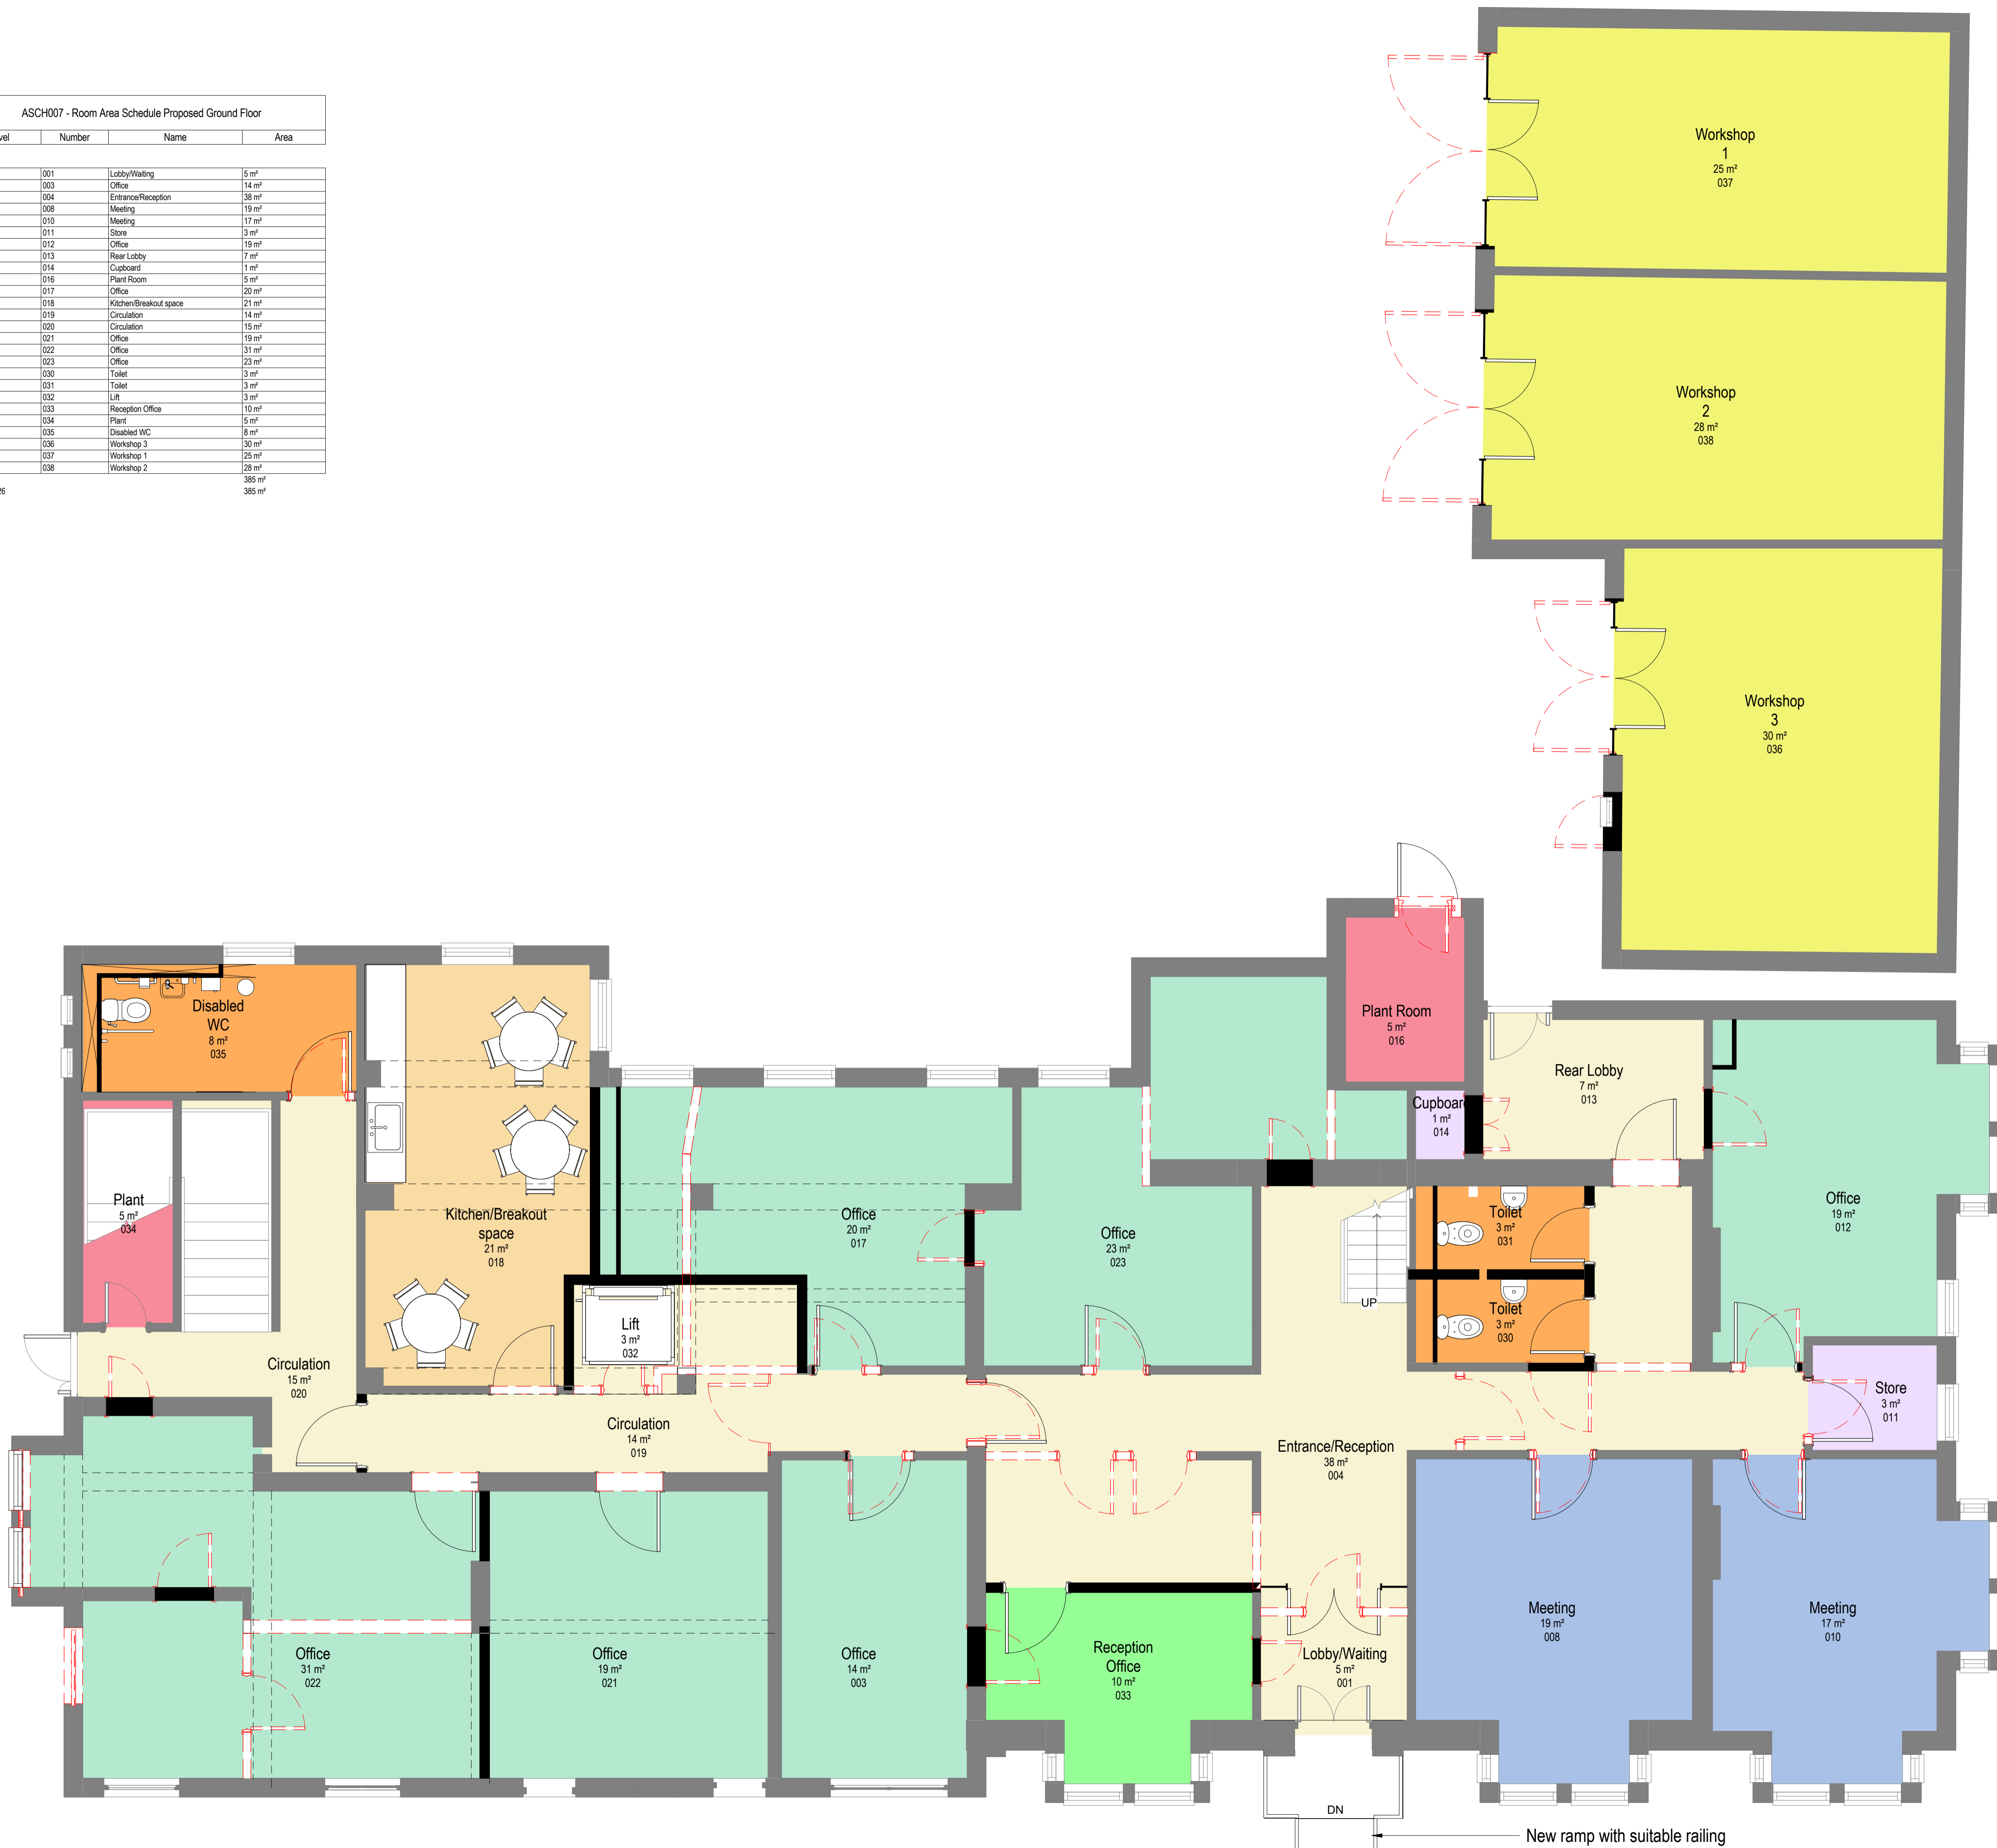 ASCH007 - Room Area Schedule Proposed Ground Floor
vel Number Name Area
001 Lobby/Waiting 5 m²
003 Office 14 m²
004 Entrance/Reception 38 m²
008 Meeting 19 m²
010 Meeting 17 m²
011 Store 3 m²
012 Office 19 m²
013 Rear Lobby 7 m²
014 Cupboard 1 m²
016 Plant Room 5 m²
017 Office 20 m²
018 Kitchen/Breakout space 21 m²
019 Circulation 14 m²
020 Circulation 15 m²
021 Office 19 m²
022 Office 31 m²
023 Office 23 m²
030 Toilet 3 m²
031 Toilet 3 m²
032 Lift 3 m²
033 Reception Office 10 m²
034 Plant 5 m²
035 Disabled WC 8 m²
036 Workshop 3 30 m²
037 Workshop 1 25 m²
038 Workshop 2 28 m²
385 m²
26 385 m²
Workshop
1
25 m²
037
Workshop
2
28 m²
038
Workshop
3
30 m²
036
Disabled
WC
8 m²
035
Plant Room
5 m²
016
Rear Lobby
7 m²
013
Cupboard
1 m²
014
Plant
5 m²
034
Kitchen/Breakout
space
21 m²
018
Office
20 m²
017
Office
23 m²
023
Toilet
3 m²
031
Office
19 m²
012
UP
Toilet
3 m²
030
Lift
3 m²
032
Circulation
15 m²
020
Circulation
14 m²
019
Entrance/Reception
38 m²
004
Store
3 m²
011
Office
31 m²
022
Office
19 m²
021
Office
14 m²
003
Reception
Office
10 m²
033
Lobby/Waiting
5 m²
001
Meeting
19 m²
008
Meeting
17 m²
010
DN
New ramp with suitable railing